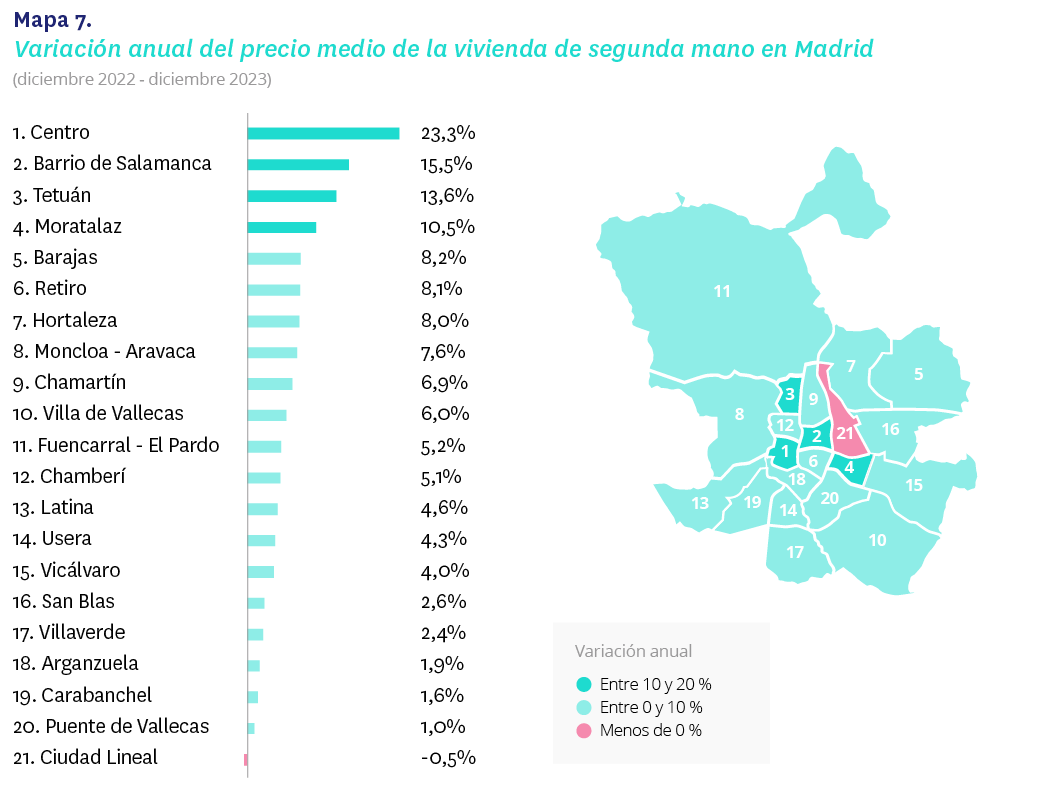 Mapa 7.
Variación anual del precio medio de la vivienda de segunda mano en Madrid
(diciembre 2022 - diciembre 2023)
1. Centro 23,3%
2. Barrio de Salamanca 15,5%
3. Tetuán 13,6%
4. Moratalaz 10,5%
5. Barajas 8,2%
6. Retiro 8,1%
7. Hortaleza 8,0%
8. Moncloa - Aravaca 7,6%
9. Chamartín 6,9%
10. Villa de Vallecas 6,0%
11. Fuencarral - El Pardo 5,2%
12. Chamberí 5,1%
13. Latina 4,6%
14. Usera 4,3%
15. Vicálvaro 4,0%
16. San Blas 2,6%
17. Villaverde 2,4%
18. Arganzuela 1,9%
19. Carabanchel 1,6%
20. Puente de Vallecas 1,0%
21. Ciudad Lineal -0,5%
11
7
5
3
9
8
12
2
21
16
1
6
4
18
15
13
19
14
20
10
17
Variación anual
Entre 10 y 20 %
Entre 0 y 10 %
Menos de 0 %